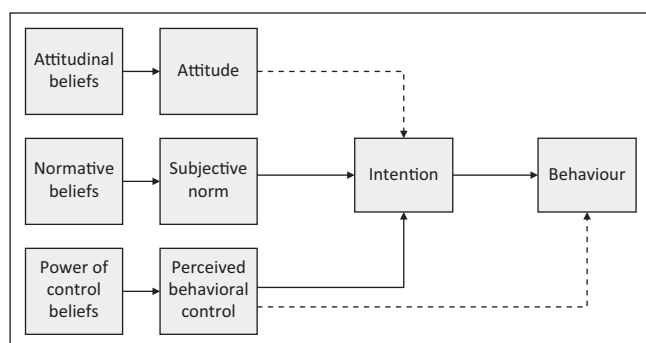 Attitudinal
beliefs
Attitude
Normative
beliefs
Subjective
norm
Intention
Behaviour
Power of
control
beliefs
Perceived
behavioral
control